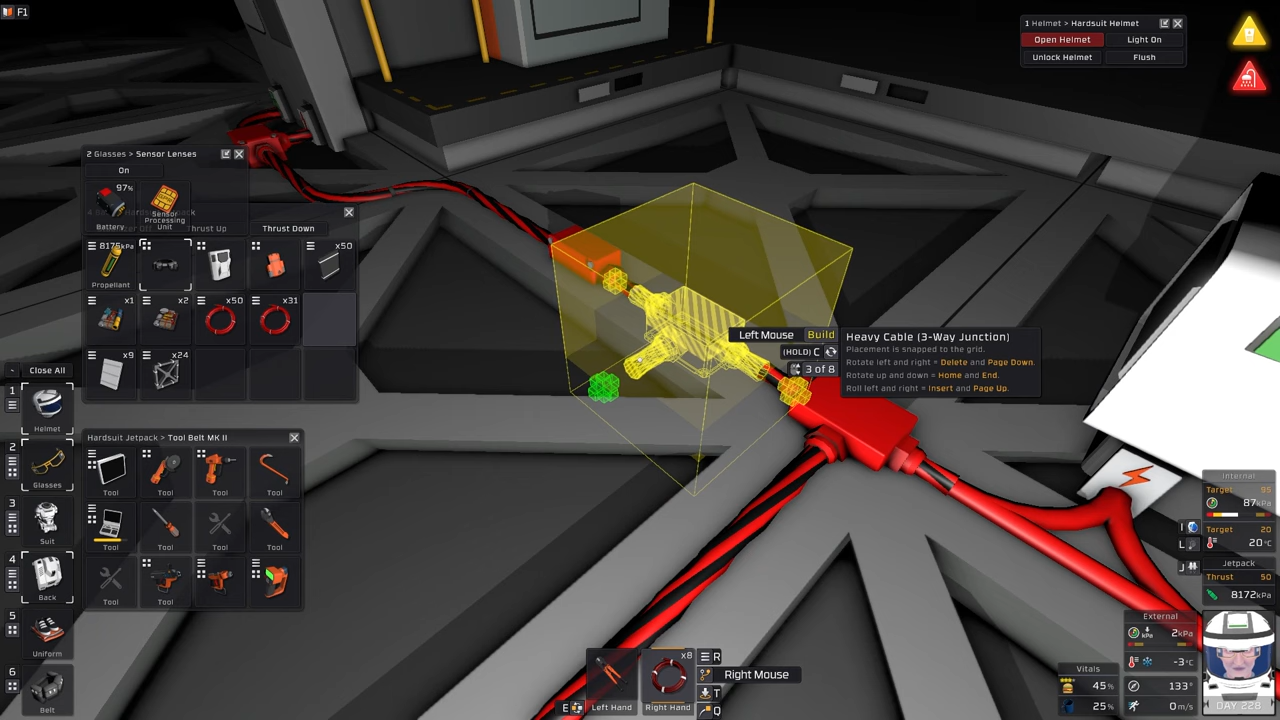 F1
1 Helmet > Hardsuit Helmet
Open Helmet
Light On
Unlock Helmet
Flush
2 Glasses > Sensor Lenses
On
97%
Battery
Sensor Processing Unit
Thrust Down
8175kPa
x50
Propellant
x1
x2
x50
x31
x9
x24
Close All
1
Helmet
2
Glasses
3
Suit
4
Back
5
Uniform
6
Belt
Hardsuit Jetpack > Tool Belt MK II
Tool
Tool
Tool
Tool
Tool
Tool
Tool
Tool
Tool
Tool
Left Mouse
Build
(HOLD) C
3 of 8
Heavy Cable (3-Way Junction)
Placement is snapped to the grid.
Rotate left and right = Delete and Page Down.
Rotate up and down = Home and End.
Roll left and right = Insert and Page Up.
E
Left Hand
x8
Right Hand
R
Right Mouse
T
Q
Internal
Target 95
87kPa
Target 20
20°C
I
L
J
Jetpack
Thrust 50
8172kPa
External
kPa
2kPa
-3°C
133°
0m/s
Vitals
45%
25%
DAY 228